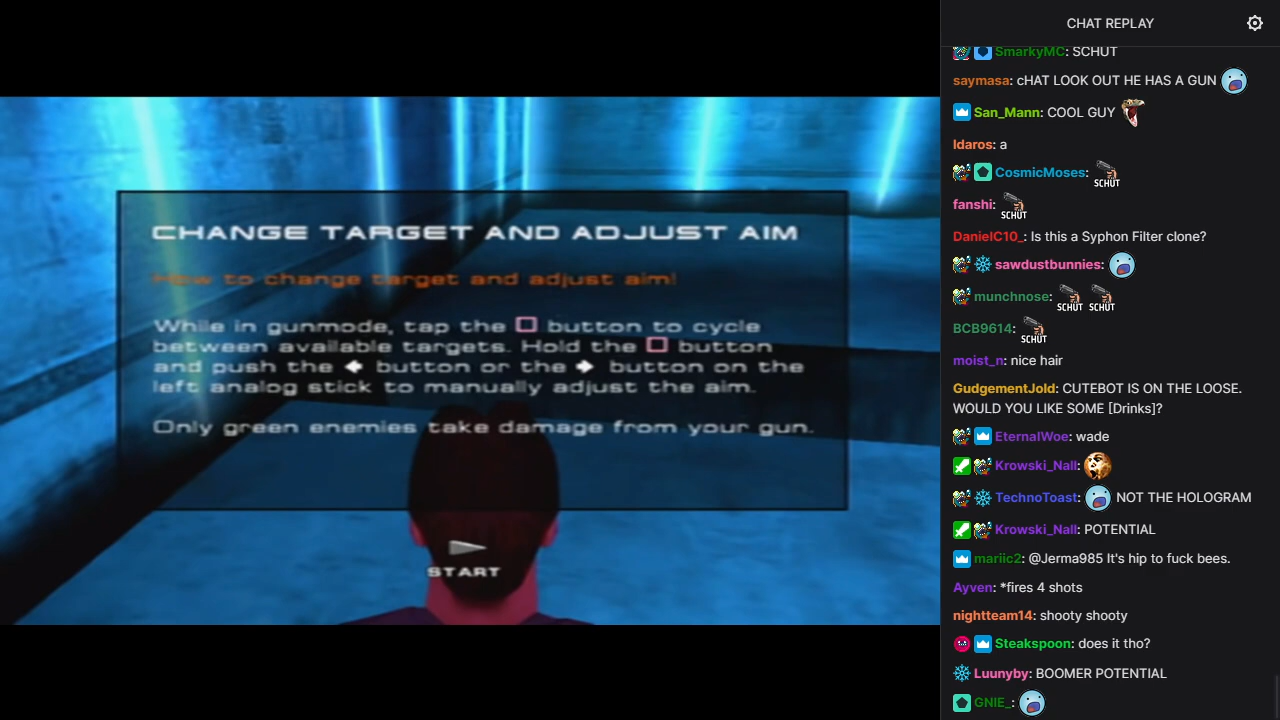 CHANGE TARGET AND ADJUST AIM
How to change target and adjust aim!
While in gunmode, tap the □ button to cycle
between available targets. Hold the □ button
and push the ← button or the → button on the
left analog stick to manually adjust the aim.
Only green enemies take damage from your gun.
START
CHAT REPLAY
SmarkyMC: SCHUT
saymasa: cHAT LOOK OUT HE HAS A GUN
San_Mann: COOL GUY
Idaros: a
CosmicMoses: SCHUT
fanshi: SCHUT
DanielC10_: Is this a Syphon Filter clone?
sawdustbunnies:
munchnose: SCHUT SCHUT
BCB9614: SCHUT
moist_n: nice hair
GudgementJold: CUTEBOT IS ON THE LOOSE.
WOULD YOU LIKE SOME [Drinks]?
EternalWoe: wade
Krowski_Nall:
TechnoToast: NOT THE HOLOGRAM
Krowski_Nall: POTENTIAL
mariic2: @Jerma985 It's hip to fuck bees.
Ayven: *fires 4 shots
nightteam14: shooty shooty
Steakspoon: does it tho?
Luunyby: BOOMER POTENTIAL
GNIE_: